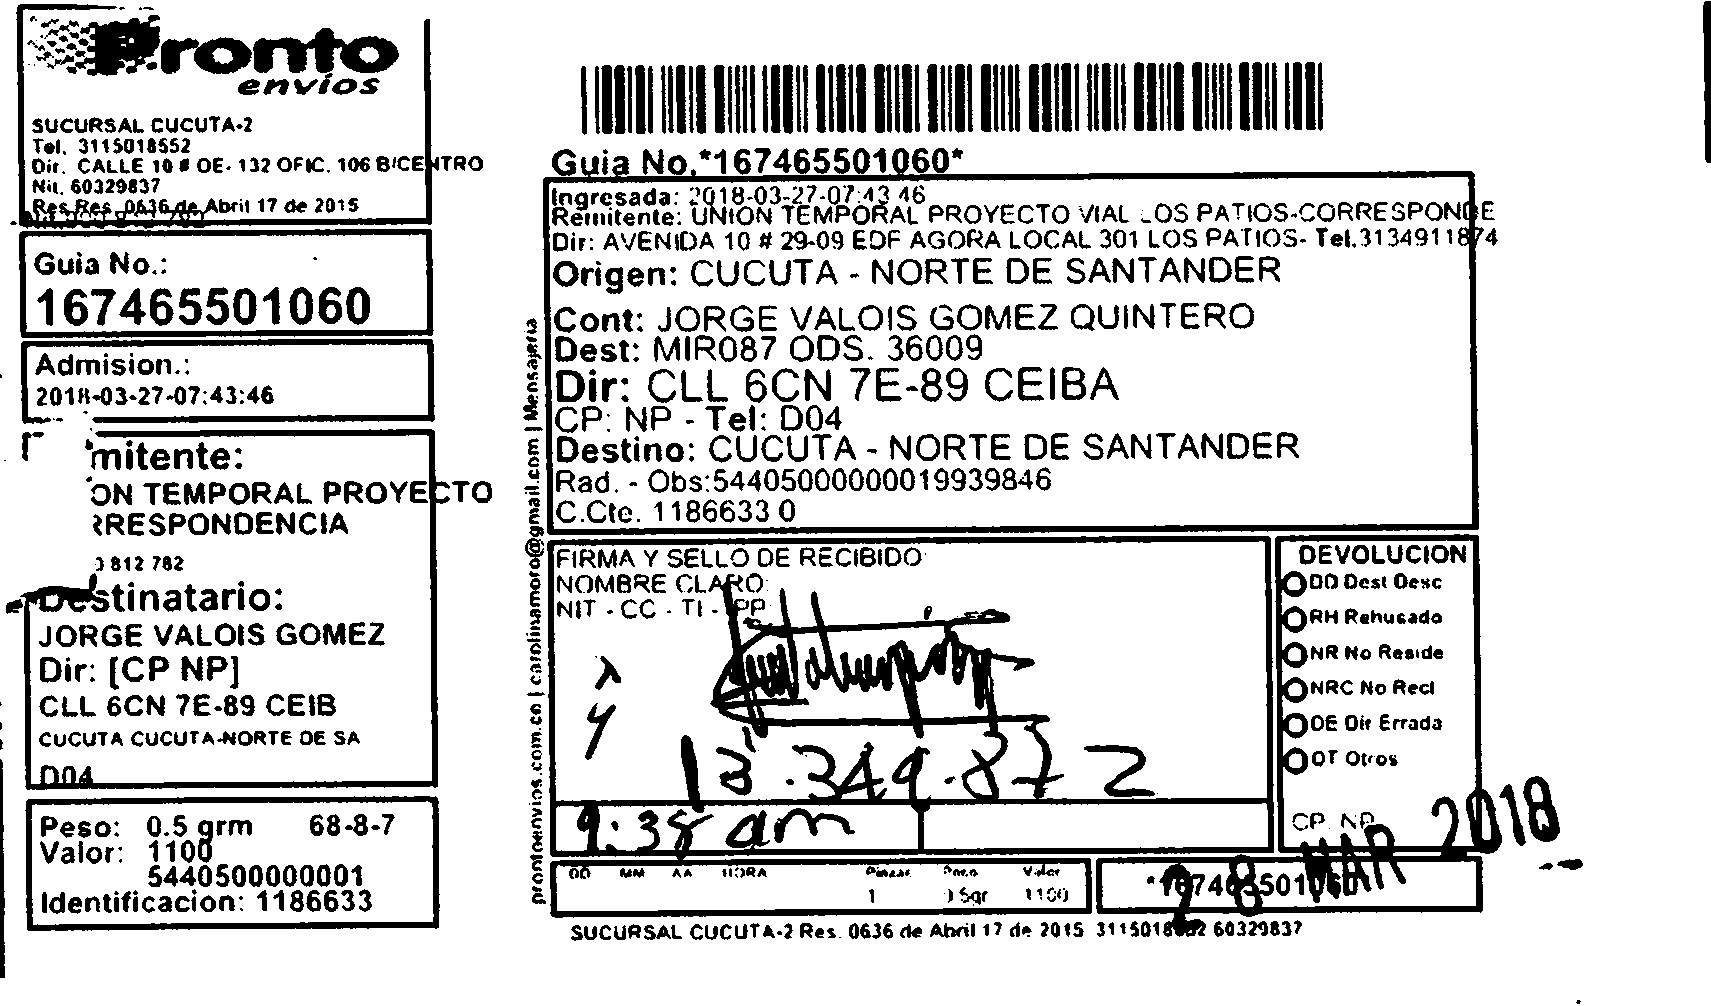 Pronto
envios
SUCURSAL CUCUTA-2
Tel. 3115018552
Dir. CALLE 10 # OE- 132 OFIC. 106 BICENTRO
Nit. 60329837
Res.Res. 0636 de Abril 17 de 2015
Guia No.:
167465501060
Admision.:
2018-03-27-07:43:46
mitente:
ON TEMPORAL PROYECTO
RRESPONDENCIA
812 782
Destinatario:
JORGE VALOIS GOMEZ
Dir: [CP NP]
CLL 6CN 7E-89 CEIB
CUCUTA CUCUTA-NORTE DE SA
D04
Peso: 0.5 grm 68-8-7
Valor: 1100
5440500000001
Identificacion: 1186633
prontoenvios.com.co | carolinamoro@gmail.com | Mensajeria
Guia No.*167465501060*
Ingresada: 2018-03-27-07:43 46
Remitente: UNION TEMPORAL PROYECTO VIAL LOS PATIOS-CORRESPONDE
Dir: AVENIDA 10 # 29-09 EDF AGORA LOCAL 301 LOS PATIOS- Tel.3134911874
Origen: CUCUTA - NORTE DE SANTANDER
Cont: JORGE VALOIS GOMEZ QUINTERO
Dest: MIR087 ODS. 36009
Dir: CLL 6CN 7E-89 CEIBA
CP: NP - Tel: D04
Destino: CUCUTA - NORTE DE SANTANDER
Rad. - Obs:54405000000019939846
C.Cte. 1186633 0
FIRMA Y SELLO DE RECIBIDO
NOMBRE CLARO
NIT - CC - TI - PP
13.349.872
9:38 am
DEVOLUCION
DD Dest Desc
RH Rehusado
NR No Reside
NRC No Recl
DE Dir Errada
OT Otros
CP NP
28 MAR 2018
DD MM AA HORA Piezas Peso Valor
1 0.5gr 1100
*167465501060*
SUCURSAL CUCUTA-2 Res. 0636 de Abril 17 de 2015 3115018552 60329837